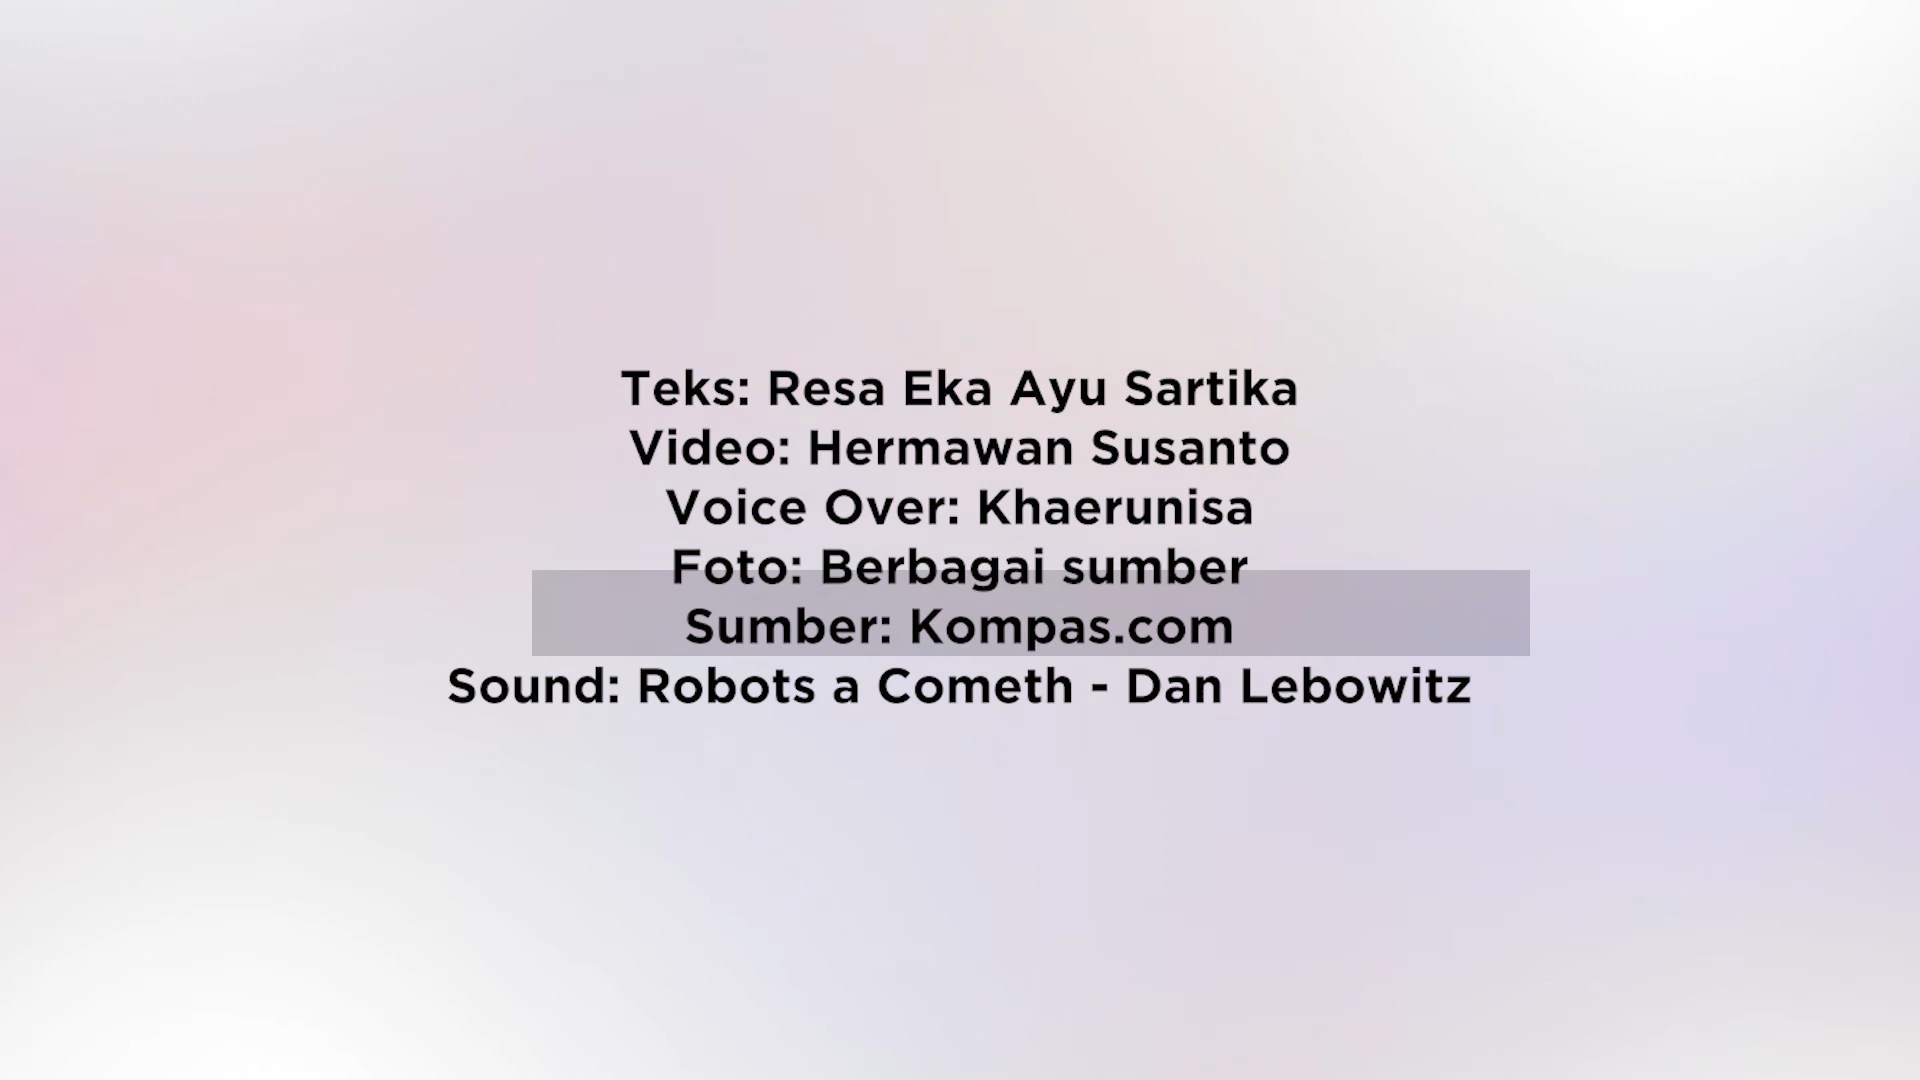 Teks: Resa Eka Ayu Sartika
Video: Hermawan Susanto
Voice Over: Khaerunisa
Foto: Berbagai sumber
Sumber: Kompas.com
Sound: Robots a Cometh - Dan Lebowitz